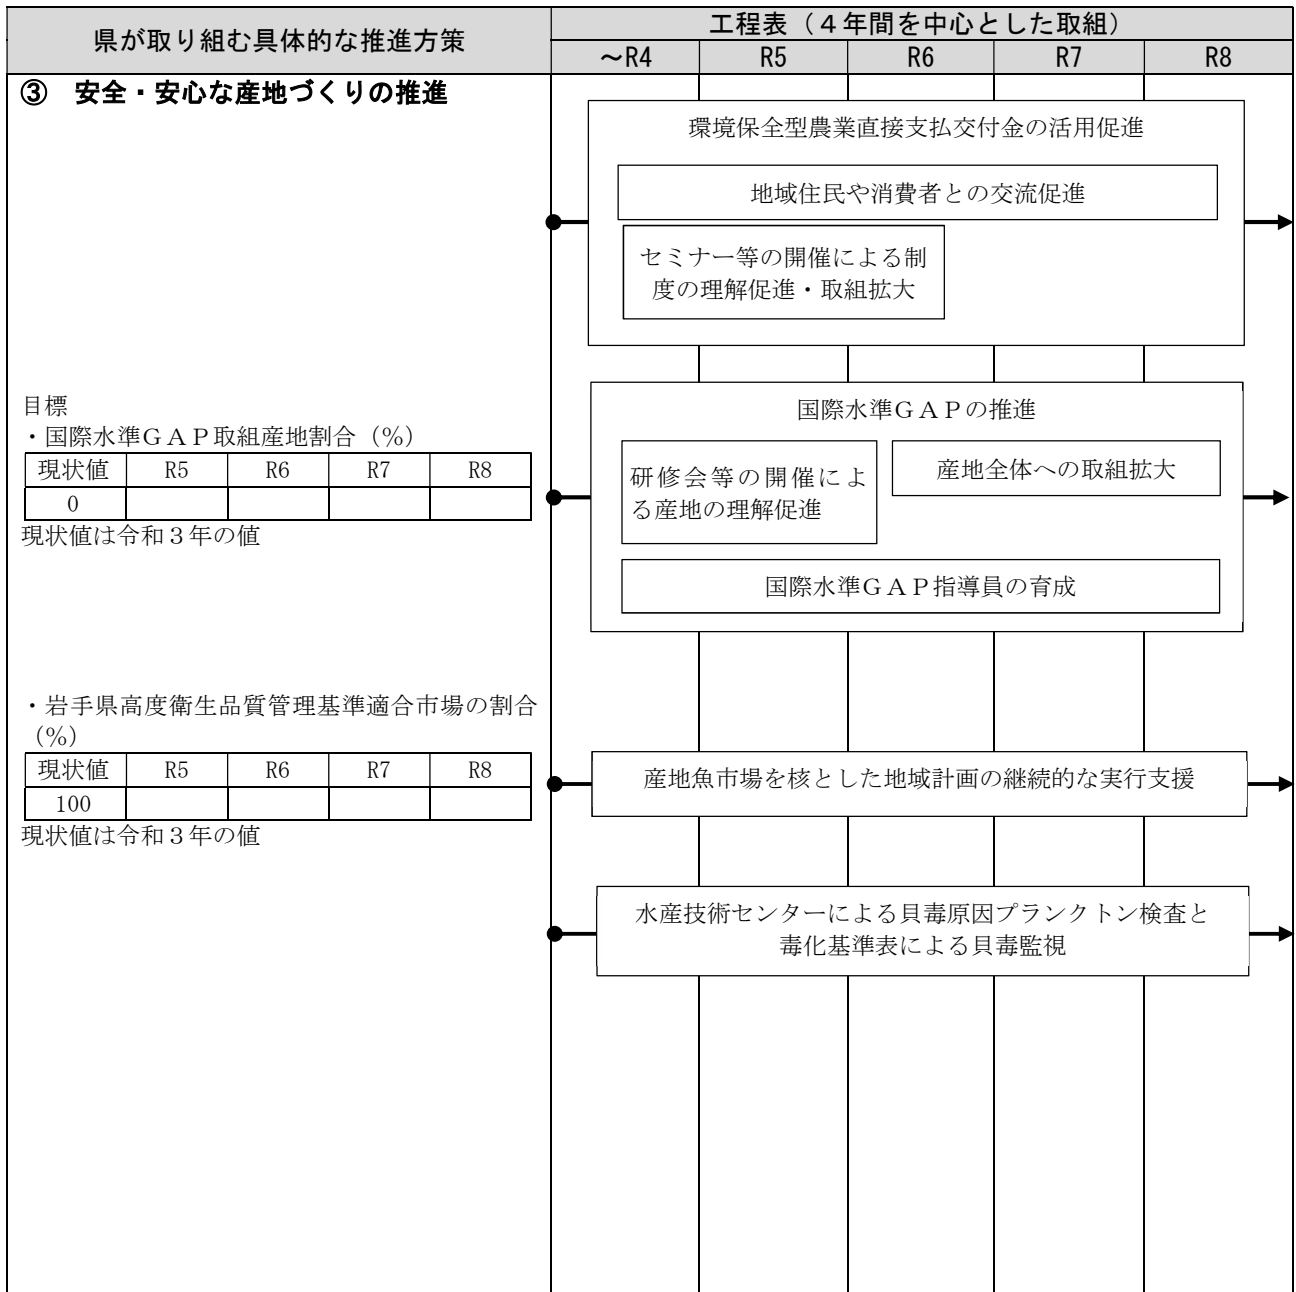 県が取り組む具体的な推進方策
工程表（４年間を中心とした取組）
～R4 R5 R6 R7 R8
③　安全・安心な産地づくりの推進
環境保全型農業直接支払交付金の活用促進
地域住民や消費者との交流促進
セミナー等の開催による制
度の理解促進・取組拡大
目標
・国際水準ＧＡＰ取組産地割合（％）
現状値 R5 R6 R7 R8
0
現状値は令和３年の値
国際水準ＧＡＰの推進
研修会等の開催によ
る産地の理解促進
産地全体への取組拡大
国際水準ＧＡＰ指導員の育成
・岩手県高度衛生品質管理基準適合市場の割合
（％）
現状値 R5 R6 R7 R8
100
現状値は令和３年の値
産地魚市場を核とした地域計画の継続的な実行支援
水産技術センターによる貝毒原因プランクトン検査と
毒化基準表による貝毒監視